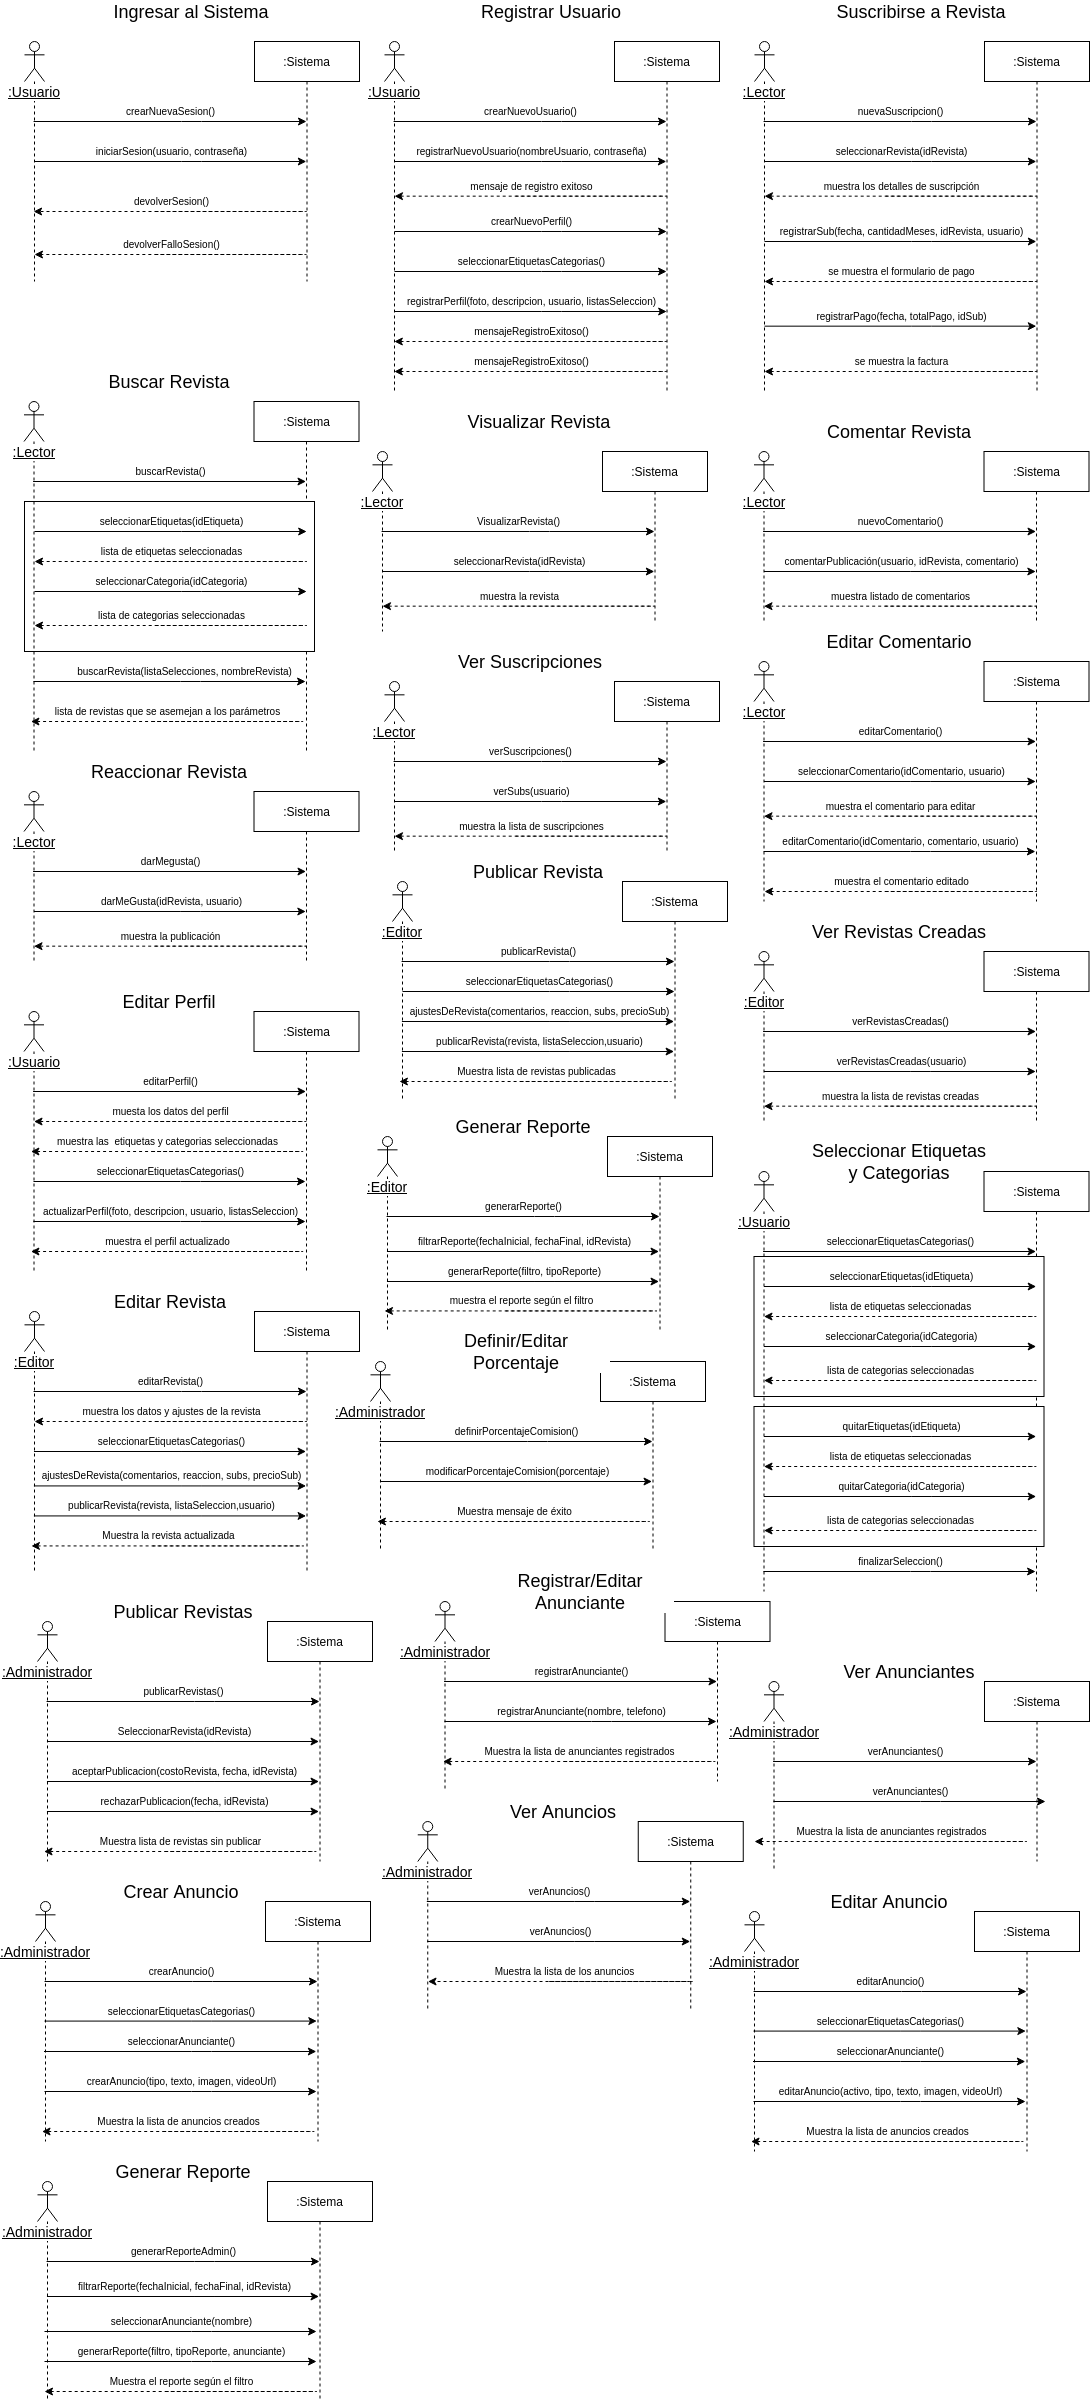 Ingresar al Sistema
:Usuario
:Sistema
crearNuevaSesion()
iniciarSesion(usuario, contraseña)
devolverSesion()
devolverFalloSesion()
Registrar Usuario
:Usuario
:Sistema
crearNuevoUsuario()
registrarNuevoUsuario(nombreUsuario, contraseña)
mensaje de registro exitoso
crearNuevoPerfil()
seleccionarEtiquetasCategorias()
registrarPerfil(foto, descripcion, usuario, listasSeleccion)
mensajeRegistroExitoso()
mensajeRegistroExitoso()
Suscribirse a Revista
:Lector
:Sistema
nuevaSuscripcion()
seleccionarRevista(idRevista)
muestra los detalles de suscripción
registrarSub(fecha, cantidadMeses, idRevista, usuario)
se muestra el formulario de pago
registrarPago(fecha, totalPago, idSub)
se muestra la factura
Buscar Revista
:Lector
:Sistema
buscarRevista()
seleccionarEtiquetas(idEtiqueta)
lista de etiquetas seleccionadas
seleccionarCategoria(idCategoria)
lista de categorias seleccionadas
buscarRevista(listaSelecciones, nombreRevista)
lista de revistas que se asemejan a los parámetros
Visualizar Revista
:Lector
:Sistema
VisualizarRevista()
seleccionarRevista(idRevista)
muestra la revista
Comentar Revista
:Lector
:Sistema
nuevoComentario()
comentarPublicación(usuario, idRevista, comentario)
muestra listado de comentarios
Ver Suscripciones
:Lector
:Sistema
verSuscripciones()
verSubs(usuario)
muestra la lista de suscripciones
Editar Comentario
:Lector
:Sistema
editarComentario()
seleccionarComentario(idComentario, usuario)
muestra el comentario para editar
editarComentario(idComentario, comentario, usuario)
muestra el comentario editado
Reaccionar Revista
:Lector
:Sistema
darMegusta()
darMeGusta(idRevista, usuario)
muestra la publicación
Publicar Revista
:Editor
:Sistema
publicarRevista()
seleccionarEtiquetasCategorias()
ajustesDeRevista(comentarios, reaccion, subs, precioSub)
publicarRevista(revista, listaSeleccion,usuario)
Muestra lista de revistas publicadas
Ver Revistas Creadas
:Editor
:Sistema
verRevistasCreadas()
verRevistasCreadas(usuario)
muestra la lista de revistas creadas
Editar Perfil
:Usuario
:Sistema
editarPerfil()
muesta los datos del perfil
muestra las  etiquetas y categorias seleccionadas
seleccionarEtiquetasCategorias()
actualizarPerfil(foto, descripcion, usuario, listasSeleccion)
muestra el perfil actualizado
Generar Reporte
:Editor
:Sistema
generarReporte()
filtrarReporte(fechaInicial, fechaFinal, idRevista)
generarReporte(filtro, tipoReporte)
muestra el reporte según el filtro
Seleccionar Etiquetas
y Categorias
:Usuario
:Sistema
seleccionarEtiquetasCategorias()
seleccionarEtiquetas(idEtiqueta)
lista de etiquetas seleccionadas
seleccionarCategoria(idCategoria)
lista de categorias seleccionadas
quitarEtiquetas(idEtiqueta)
lista de etiquetas seleccionadas
quitarCategoria(idCategoria)
lista de categorias seleccionadas
finalizarSeleccion()
Editar Revista
:Editor
:Sistema
editarRevista()
muestra los datos y ajustes de la revista
seleccionarEtiquetasCategorias()
ajustesDeRevista(comentarios, reaccion, subs, precioSub)
publicarRevista(revista, listaSeleccion,usuario)
Muestra la revista actualizada
Definir/Editar
Porcentaje
:Administrador
:Sistema
definirPorcentajeComision()
modificarPorcentajeComision(porcentaje)
Muestra mensaje de éxito
Publicar Revistas
:Administrador
:Sistema
publicarRevistas()
SeleccionarRevista(idRevista)
aceptarPublicacion(costoRevista, fecha, idRevista)
rechazarPublicacion(fecha, idRevista)
Muestra lista de revistas sin publicar
Registrar/Editar
Anunciante
:Administrador
:Sistema
registrarAnunciante()
registrarAnunciante(nombre, telefono)
Muestra la lista de anunciantes registrados
Ver Anunciantes
:Administrador
:Sistema
verAnunciantes()
verAnunciantes()
Muestra la lista de anunciantes registrados
Crear Anuncio
:Administrador
:Sistema
crearAnuncio()
seleccionarEtiquetasCategorias()
seleccionarAnunciante()
crearAnuncio(tipo, texto, imagen, videoUrl)
Muestra la lista de anuncios creados
Ver Anuncios
:Administrador
:Sistema
verAnuncios()
verAnuncios()
Muestra la lista de los anuncios
Editar Anuncio
:Administrador
:Sistema
editarAnuncio()
seleccionarEtiquetasCategorias()
seleccionarAnunciante()
editarAnuncio(activo, tipo, texto, imagen, videoUrl)
Muestra la lista de anuncios creados
Generar Reporte
:Administrador
:Sistema
generarReporteAdmin()
filtrarReporte(fechaInicial, fechaFinal, idRevista)
seleccionarAnunciante(nombre)
generarReporte(filtro, tipoReporte, anunciante)
Muestra el reporte según el filtro